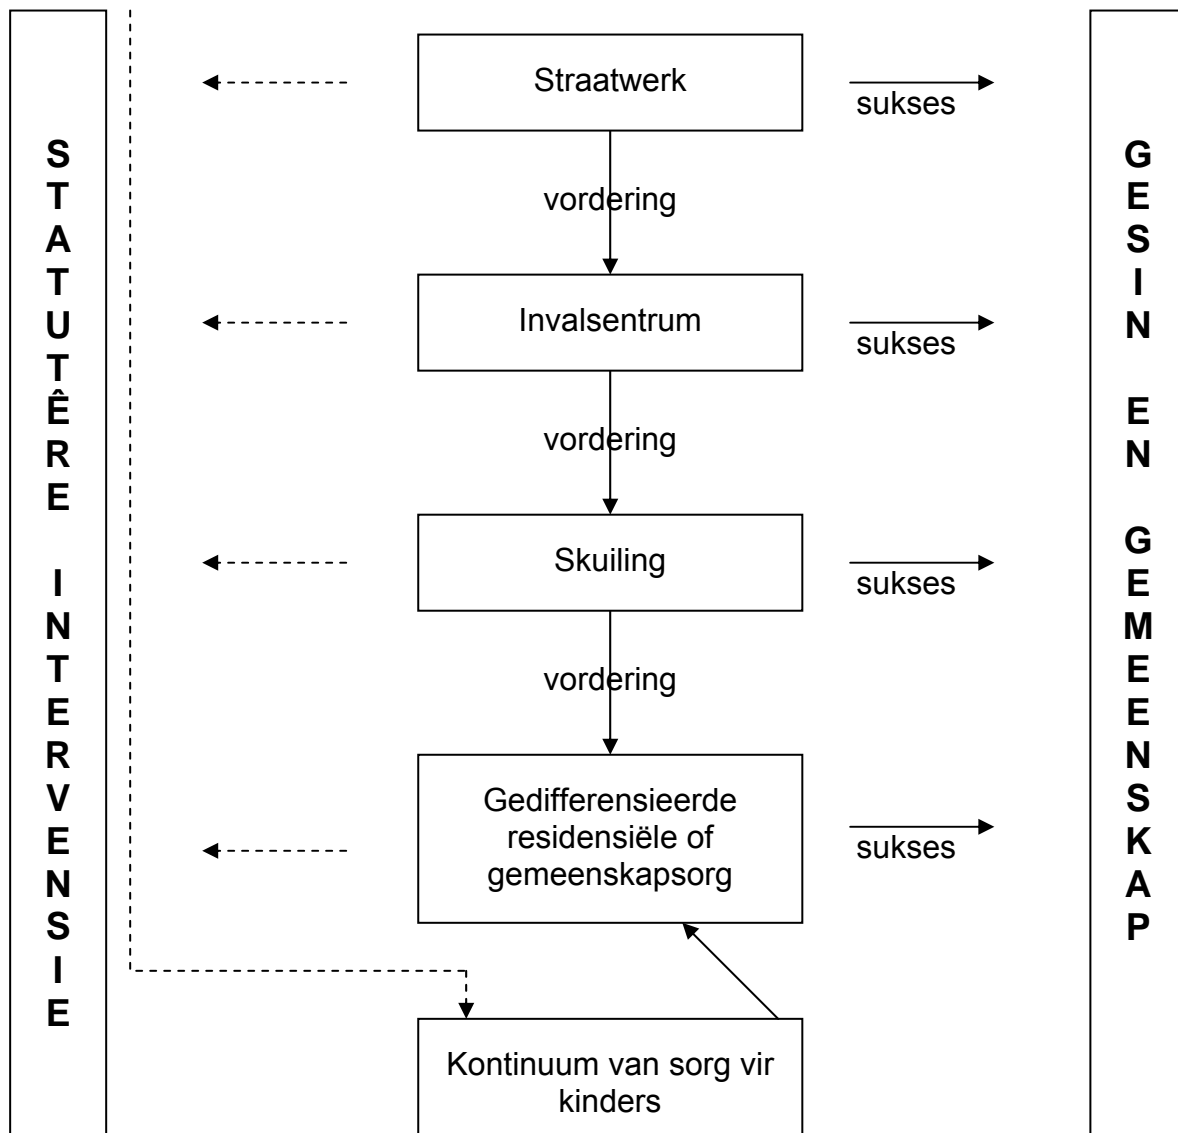 STATUTÊRE INTERVENSIE
Straatwerk
sukses
vordering
Invalsentrum
sukses
vordering
Skuiling
sukses
vordering
Gedifferensieerde
residensiële of
gemeenskapsorg
sukses
Kontinuum van sorg vir
kinders
GESIN EN GEMEENSKAP